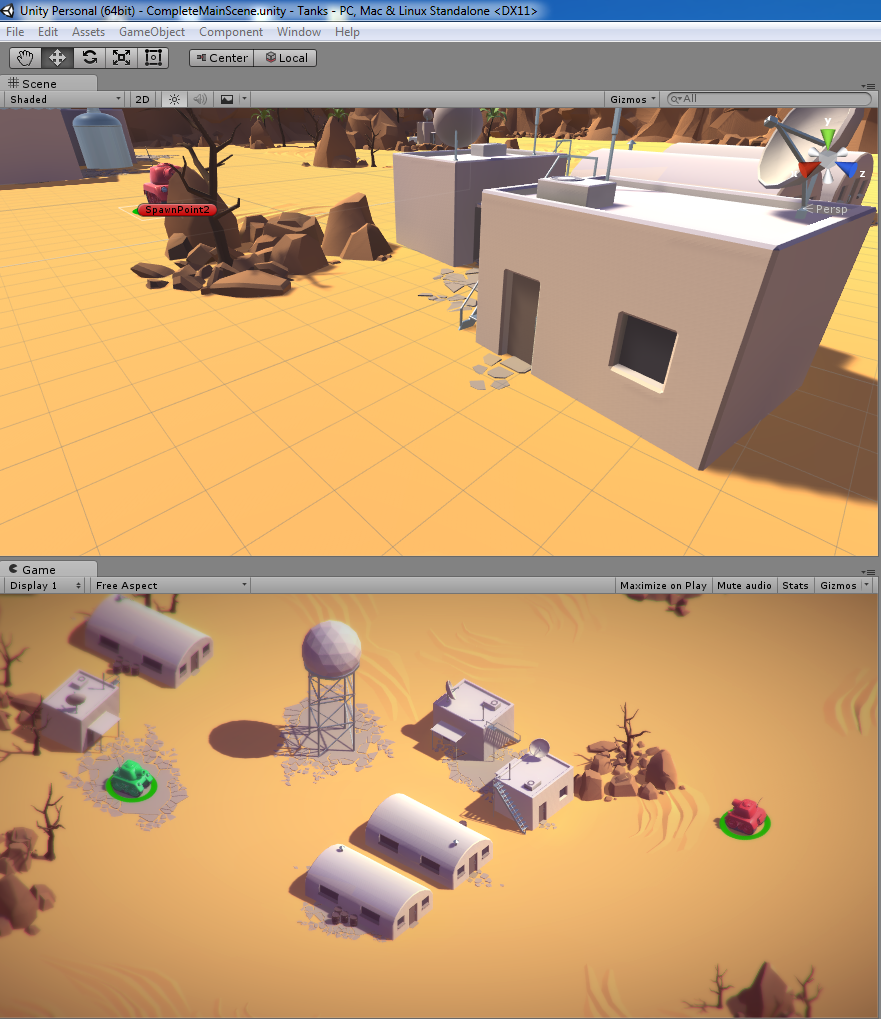 Unity Personal (64bit) - CompleteMainScene.unity - Tanks - PC, Mac & Linux Standalone <DX11>
File Edit Assets GameObject Component Window Help
Center Local
Scene
Shaded 2D Gizmos All
y
x z
SpawnPoint2
Persp
Game
Display 1 Free Aspect Maximize on Play Mute audio Stats Gizmos